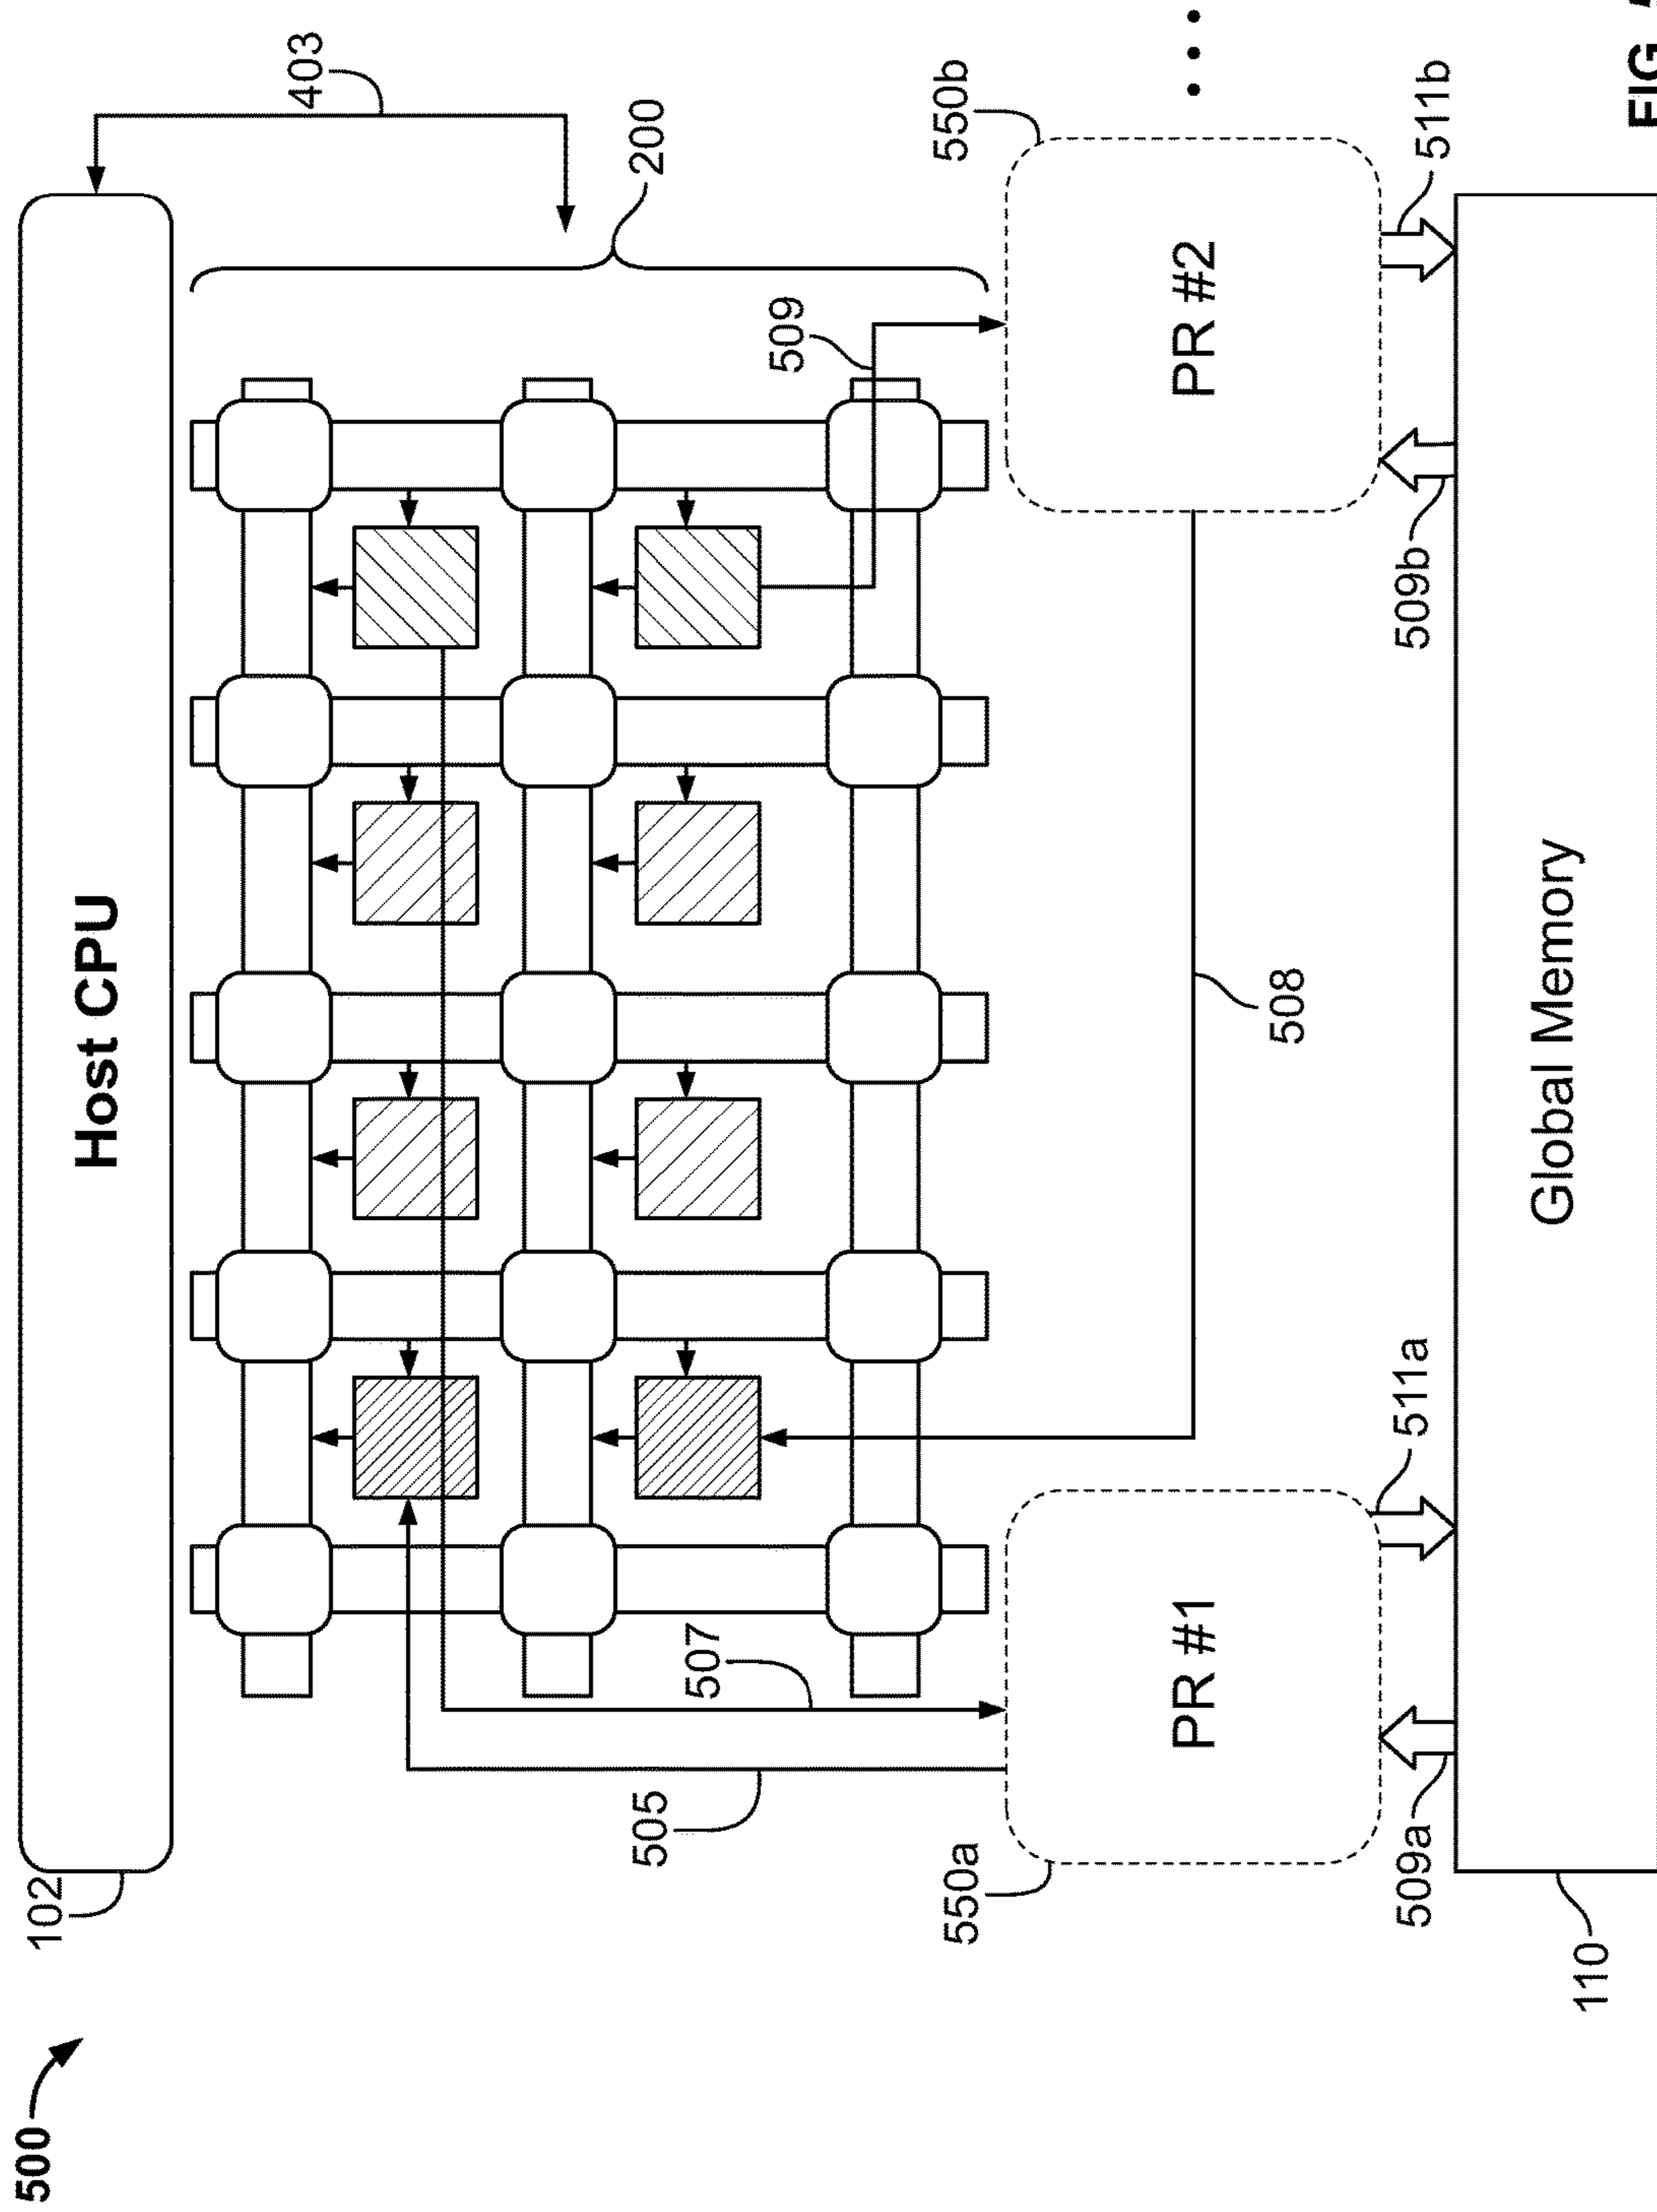 500
102
Host CPU
403
200
505
507
509
550a
550b
PR #1
PR #2
• • •
508
509a
511a
509b
511b
Global Memory
110
FIG.